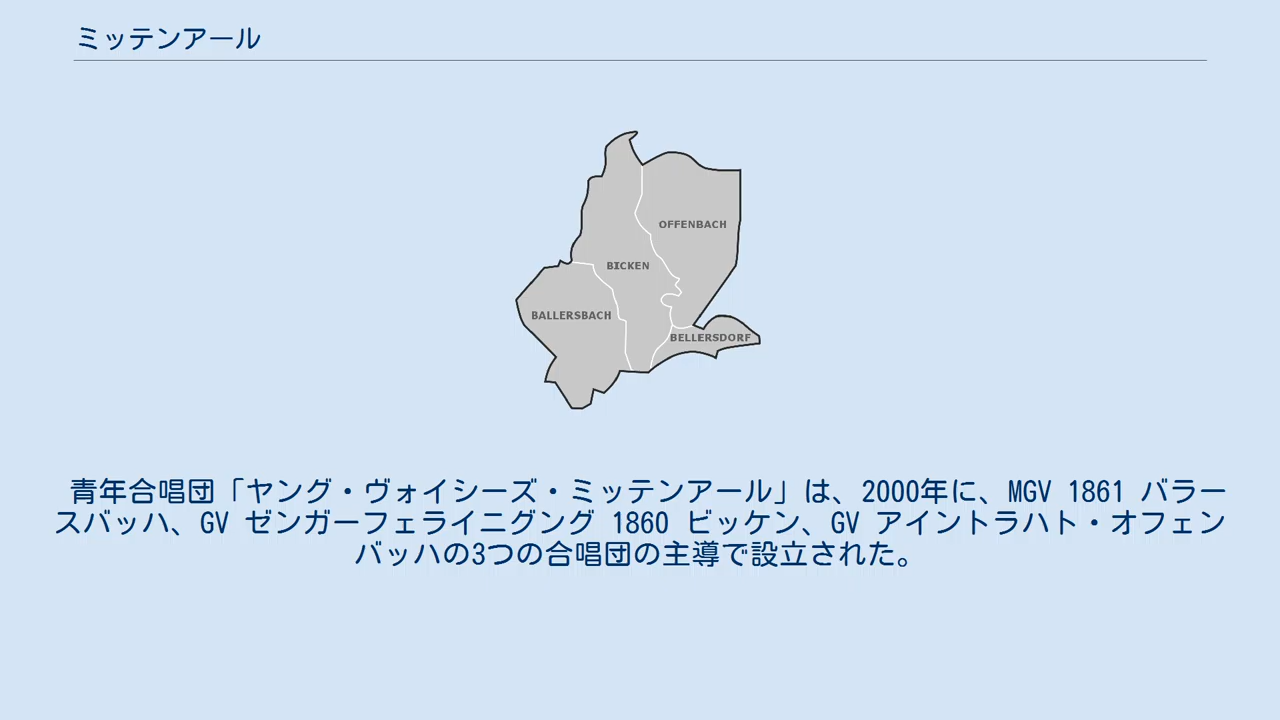 ミッテンアール
OFFENBACH
BICKEN
BALLERSBACH
BELLERSDORF
青年合唱団「ヤング・ヴォイシーズ・ミッテンアール」は、2000年に、MGV 1861 バラー
スバッハ、GV ゼンガーフェライニグング 1860 ビッケン、GV アイントラハト・オフェン
バッハの3つの合唱団の主導で設立された。